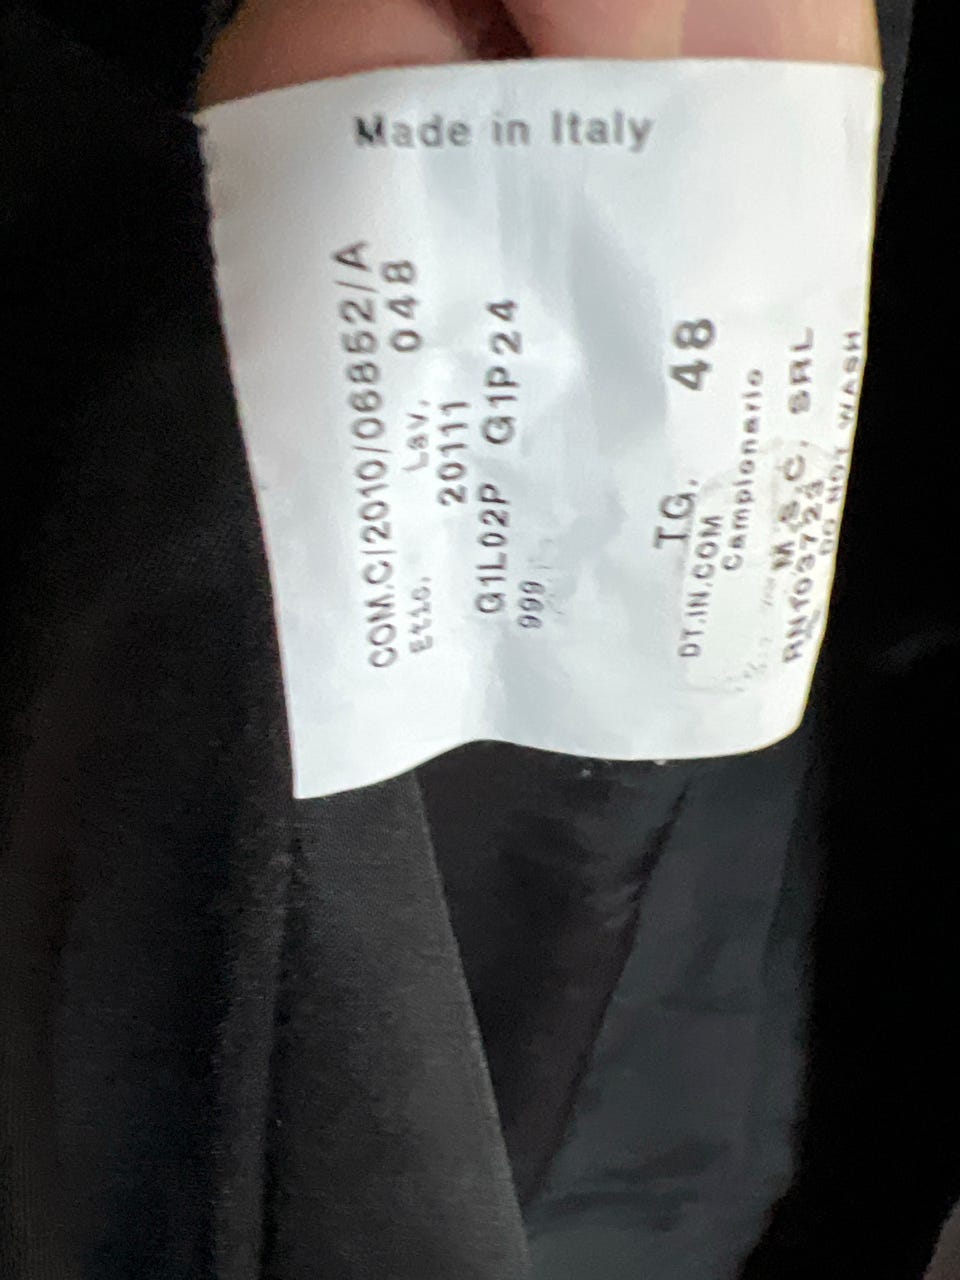 Made in Italy
COM.C/2010/06852/A
Etic. Lav. 048
20111
G1L02P G1P24
999
TG. 48
DT.IN.COM
Campionario
M.S.C. SRL
RN103723
DO NOT WASH